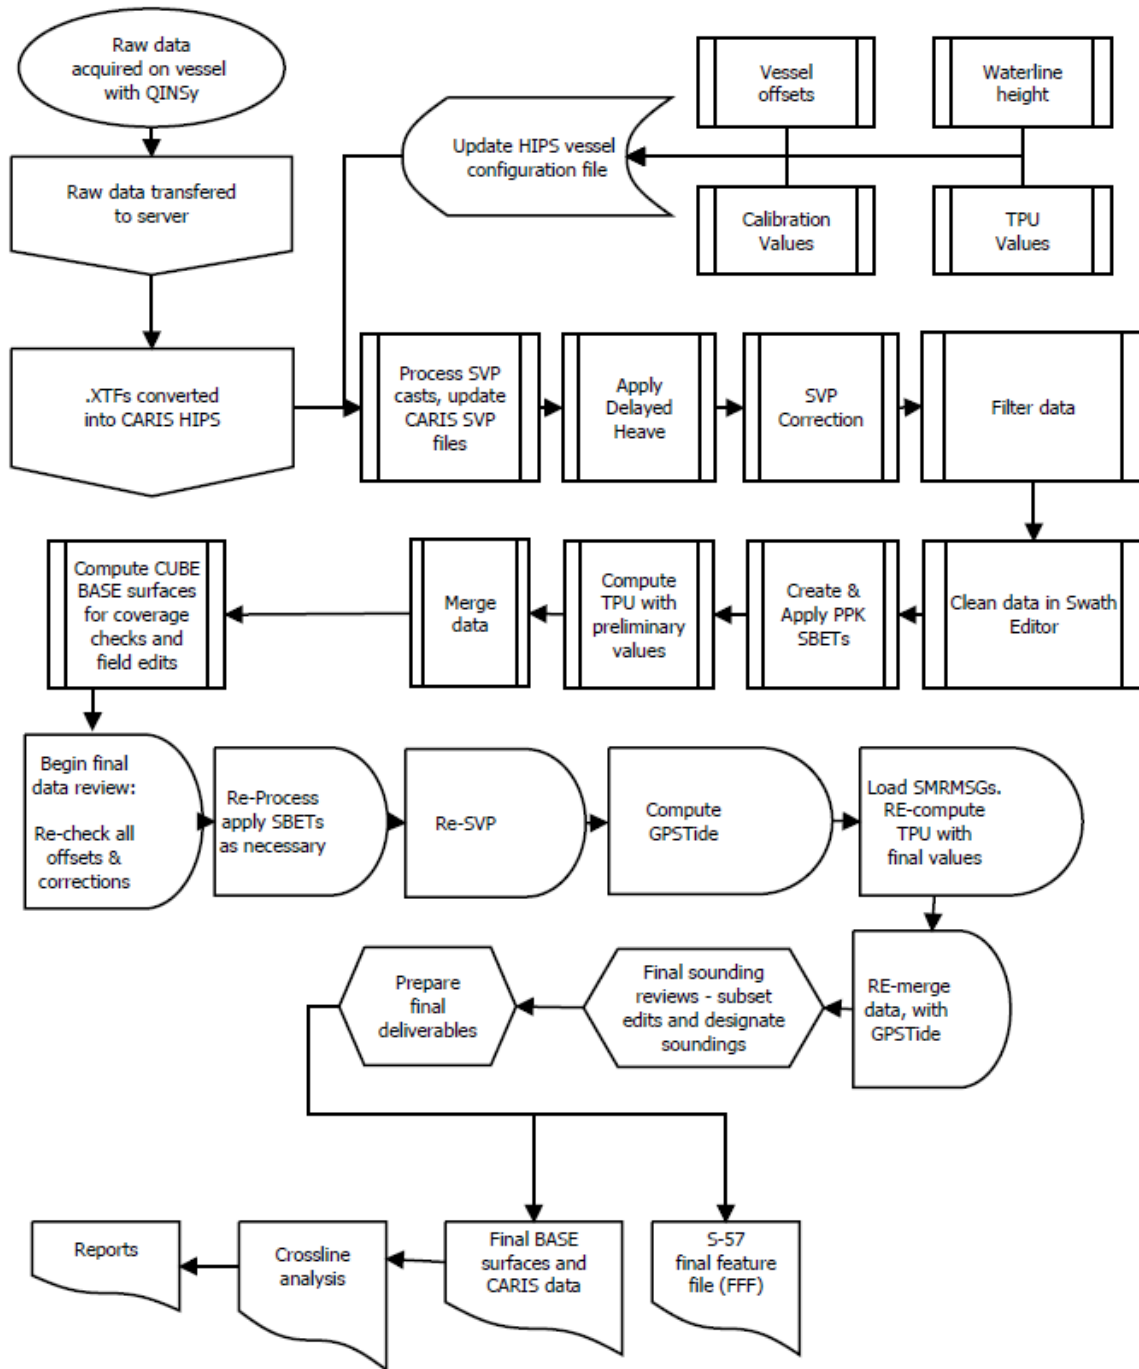 Raw data
acquired on vessel
with QINSy
Vessel
offsets
Waterline
height
Update HIPS vessel
configuration file
Raw data transfered
to server
Calibration
Values
TPU
Values
.XTFs converted
into CARIS HIPS
Process SVP
casts, update
CARIS SVP
files
Apply
Delayed
Heave
SVP
Correction
Filter data
Clean data in Swath
Editor
Create &
Apply PPK
SBETs
Compute
TPU with
preliminary
values
Merge
data
Compute CUBE
BASE surfaces
for coverage
checks and
field edits
Begin final
data review:
Re-check all
offsets &
corrections
Re-Process
apply SBETs
as necessary
Re-SVP
Compute
GPSTide
Load SMRMSGs.
RE-compute
TPU with
final values
RE-merge
data, with
GPSTide
Final sounding
reviews - subset
edits and designate
soundings
Prepare
final
deliverables
Reports
Crossline
analysis
Final BASE
surfaces and
CARIS data
S-57
final feature
file (FFF)